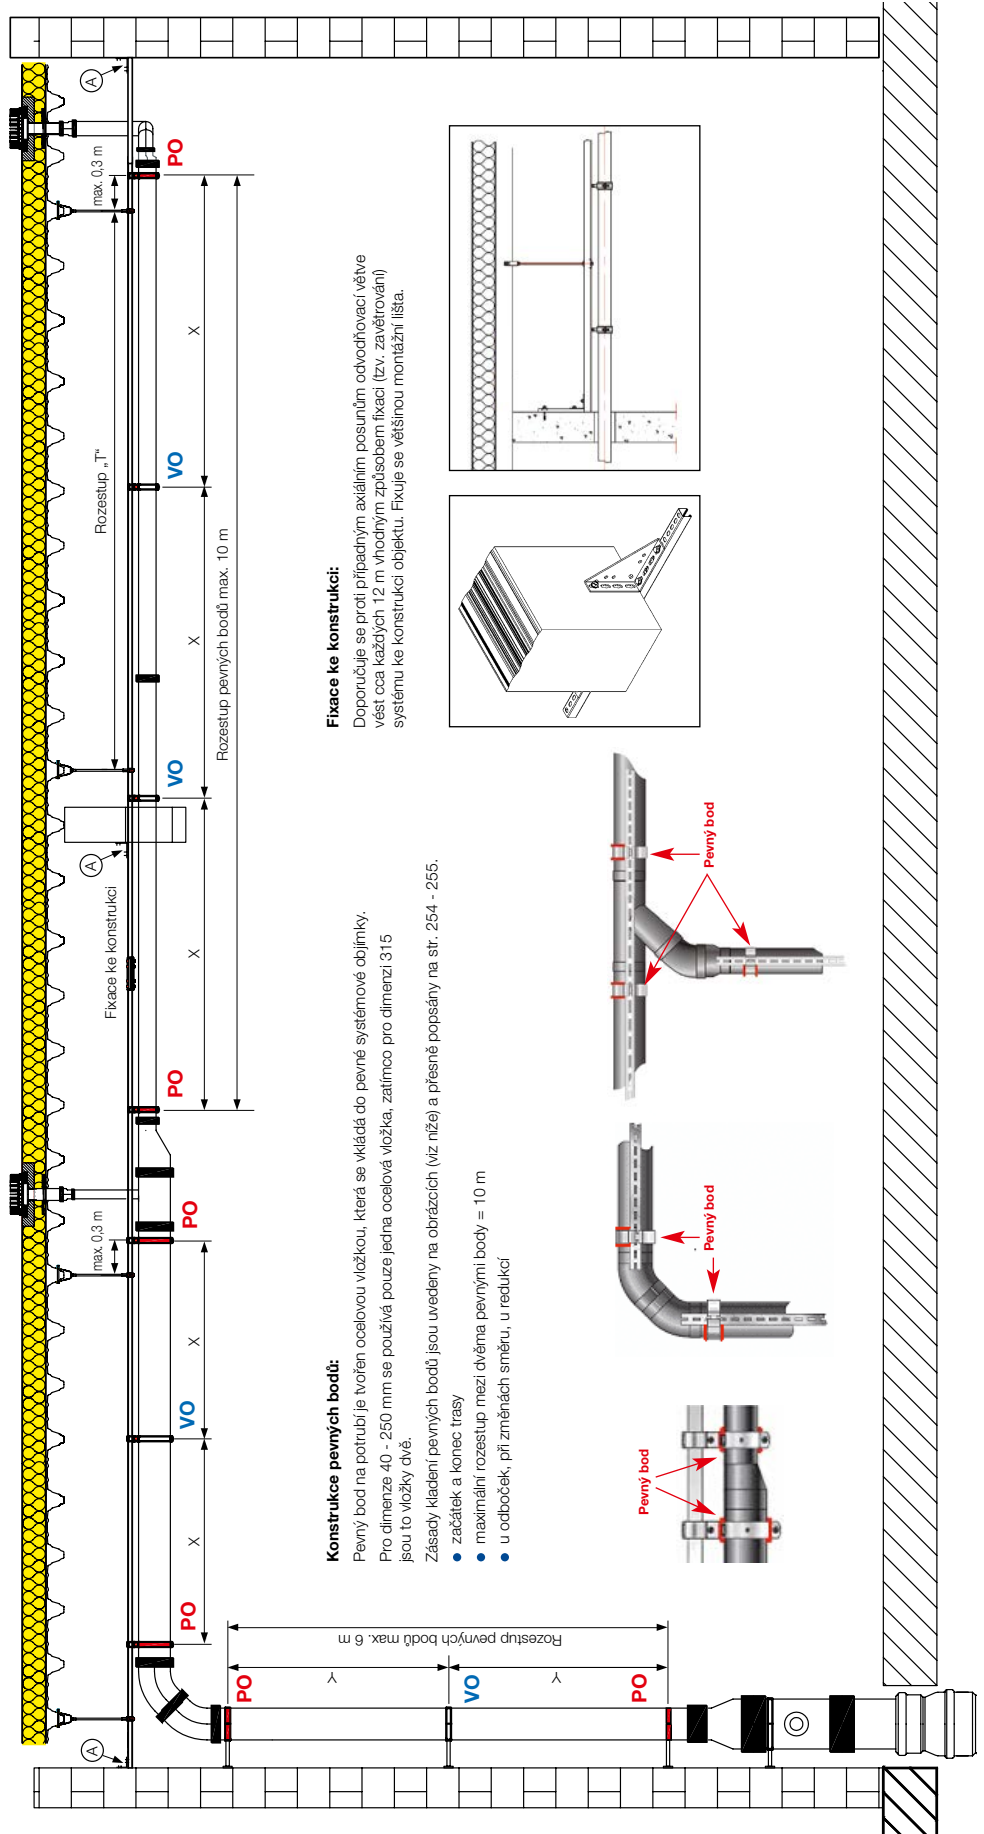 A
A
A
max. 0,3 m
Rozestup „T“
Fixace ke konstrukci
max. 0,3 m
PO
X
VO
X
PO
PO
X
VO
X
VO
X
PO
Rozestup pevných bodů max. 10 m
PO
Y
VO
Y
PO
Rozestup pevných bodů max. 6 m
Konstrukce pevných bodů:
Pevný bod na potrubí je tvořen ocelovou vložkou, která se vkládá do pevné systémové objímky.
Pro dimenze 40 - 250 mm se používá pouze jedna ocelová vložka, zatímco pro dimenzi 315
jsou to vložky dvě.
Zásady kladení pevných bodů jsou uvedeny na obrázcích (viz níže) a přesně popsány na str. 254 - 255.
● začátek a konec trasy
● maximální rozestup mezi dvěma pevnými body = 10 m
● u odboček, při změnách směru, u redukcí
Fixace ke konstrukci:
Doporučuje se proti případným axiálním posunům odvodňovací větve
vést cca každých 12 m vhodným způsobem fixaci (tzv. zavětrování)
systému ke konstrukci objektu. Fixuje se většinou montážní lišta.
Pevný bod
Pevný bod
Pevný bod